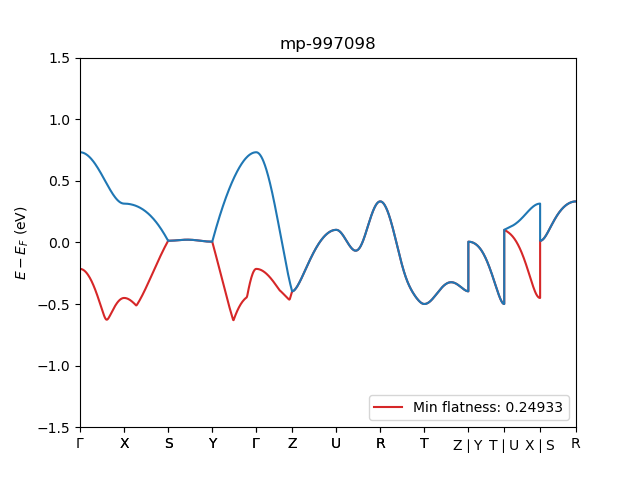 mp-997098
1.5
1.0
0.5
0.0
−0.5
−1.0
−1.5
E − E_F (eV)
Min flatness: 0.24933
Γ X S Y Γ Z U R T Z|Y T|U X|S R